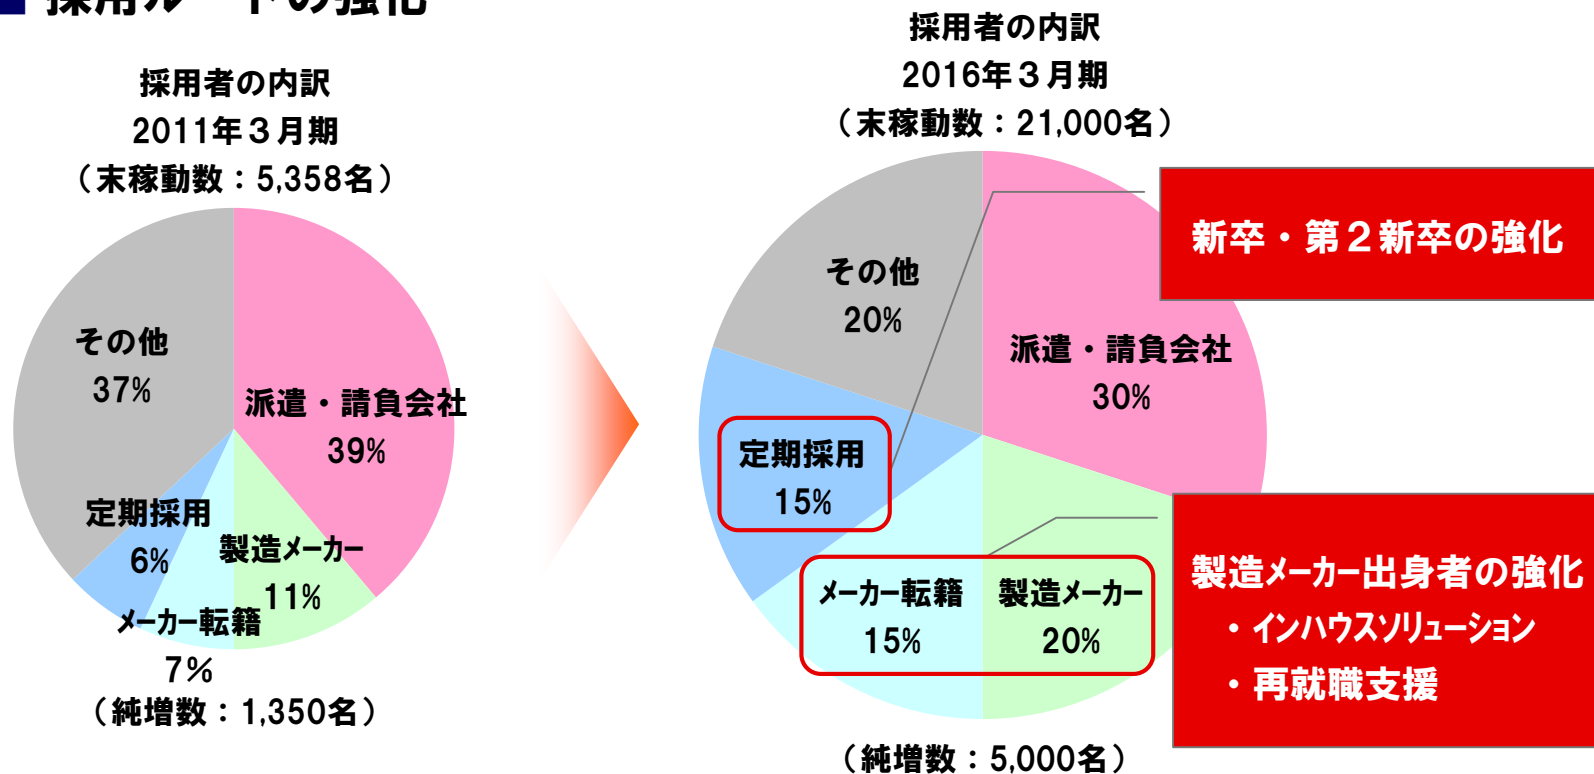 ■ 採用ルートの強化
採用者の内訳
2011年３月期
（末稼動数：5,358名）
その他
37%
派遣・請負会社
39%
定期採用
6%
製造メーカー
11%
メーカー転籍
7%
（純増数：1,350名）
採用者の内訳
2016年３月期
（末稼動数：21,000名）
その他
20%
派遣・請負会社
30%
定期採用
15%
メーカー転籍
15%
製造メーカー
20%
（純増数：5,000名）
新卒・第２新卒の強化
製造メーカー出身者の強化
・インハウスソリューション
・再就職支援